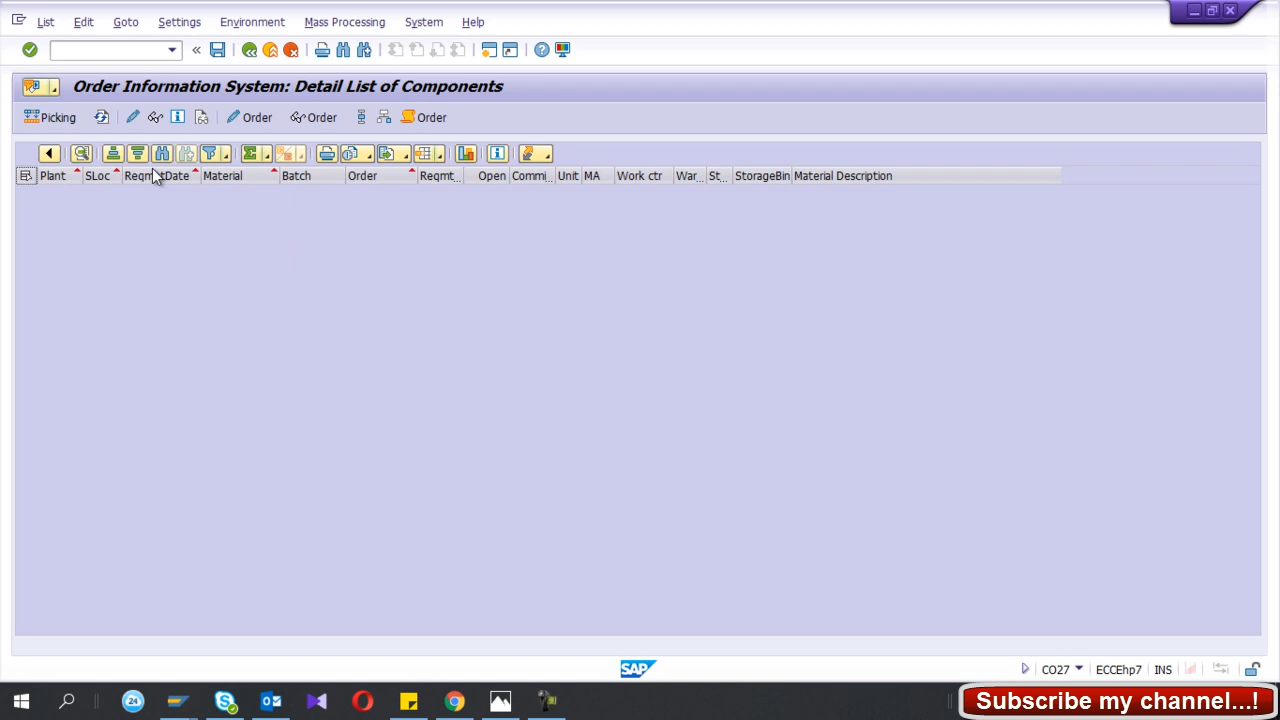 List Edit Goto Settings Environment Mass Processing System Help
Order Information System: Detail List of Components
Picking Order Order Order
Plant SLoc Reqmt Date Material Batch Order Reqmt... Open Commi... Unit MA Work ctr War... St... StorageBin Material Description
SAP CO27 ECCEhp7 INS
24 Subscribe my channel...!